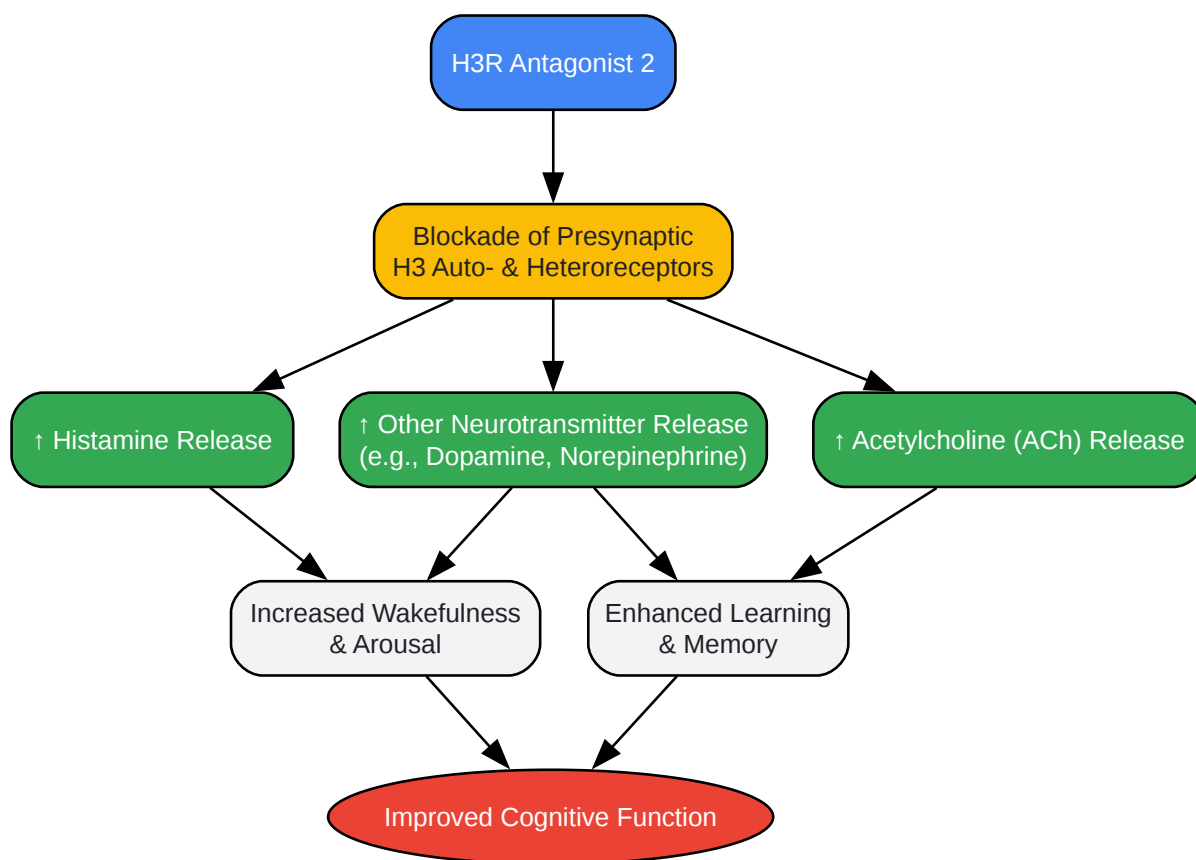 H3R Antagonist 2
Blockade of Presynaptic
H3 Auto- & Heteroreceptors
↑ Histamine Release
↑ Other Neurotransmitter Release
(e.g., Dopamine, Norepinephrine)
↑ Acetylcholine (ACh) Release
Increased Wakefulness
& Arousal
Enhanced Learning
& Memory
Improved Cognitive Function